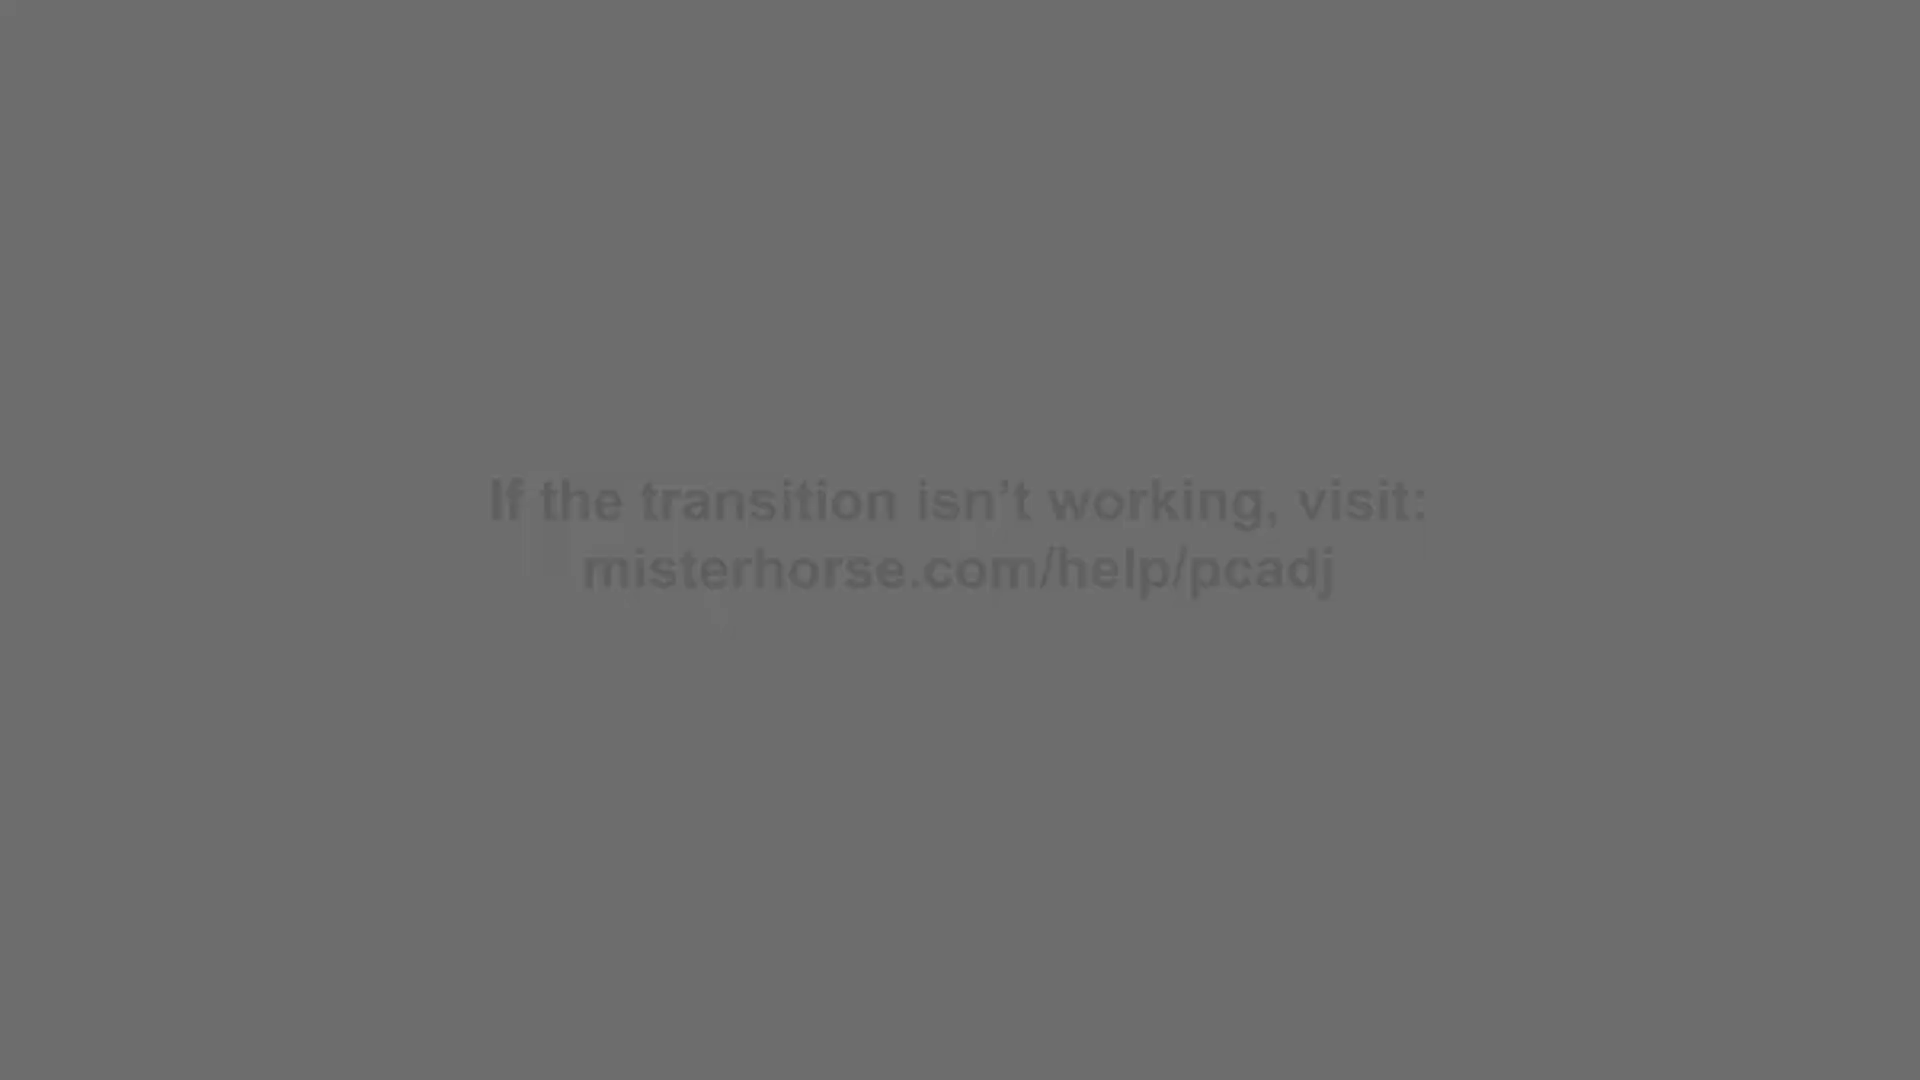 If the transition isn’t working, visit:
misterhorse.com/help/pcadj